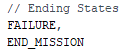 // Ending States
FAILURE,
END_MISSION